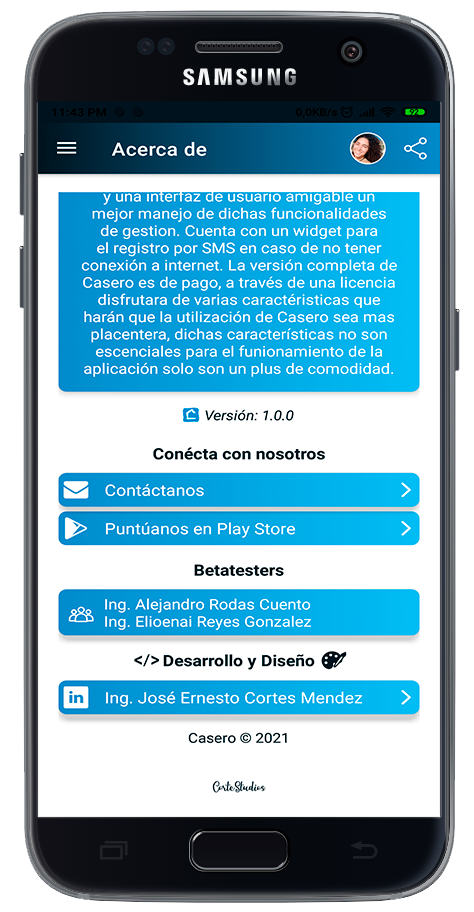 SAMSUNG
11:43 PM
0,0KB/s
92
Acerca de
y una interfaz de usuario amigable un
mejor manejo de dichas funcionalidades
de gestion. Cuenta con un widget para
el registro por SMS en caso de no tener
conexión a internet. La versión completa de
Casero es de pago, a través de una licencia
disfrutara de varias caractéristicas que
harán que la utilización de Casero sea mas
placentera, dichas características no son
escenciales para el funionamiento de la
aplicación solo son un plus de comodidad.
Versión: 1.0.0
Conécta con nosotros
Contáctanos
Puntúanos en Play Store
Betatesters
Ing. Alejandro Rodas Cuento
Ing. Elioenai Reyes Gonzalez
</> Desarrollo y Diseño
in Ing. José Ernesto Cortes Mendez
Casero © 2021
CorteStudios